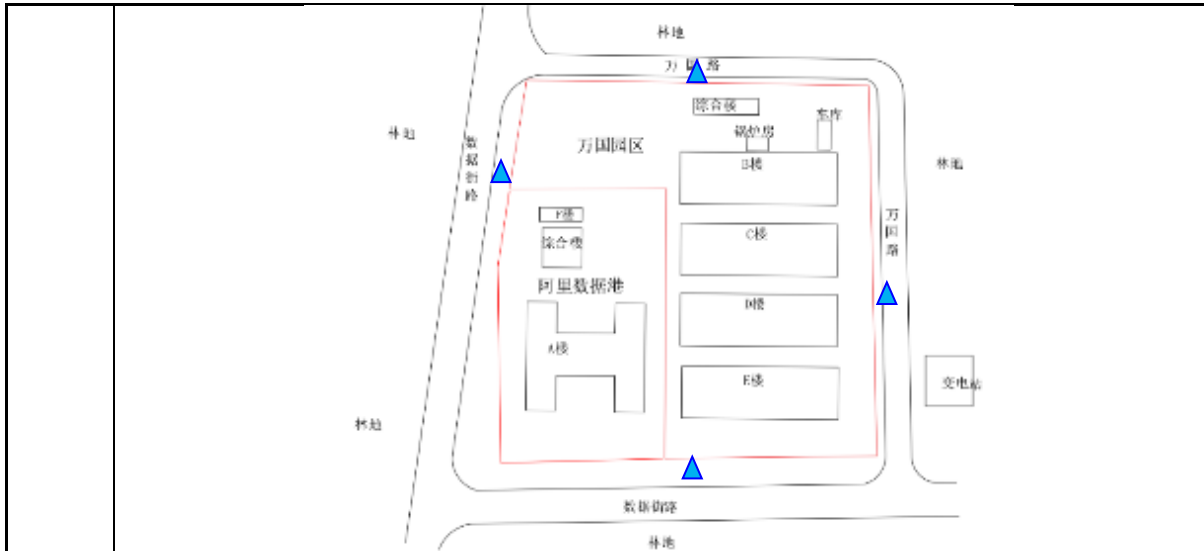 林地
万国路
综合楼
车库
锅炉房
林地
数据街路
万国园区
B楼
林地
F楼
万国路
综合楼
C楼
阿里数据港
D楼
A楼
E楼
变电站
林地
数据街路
林地